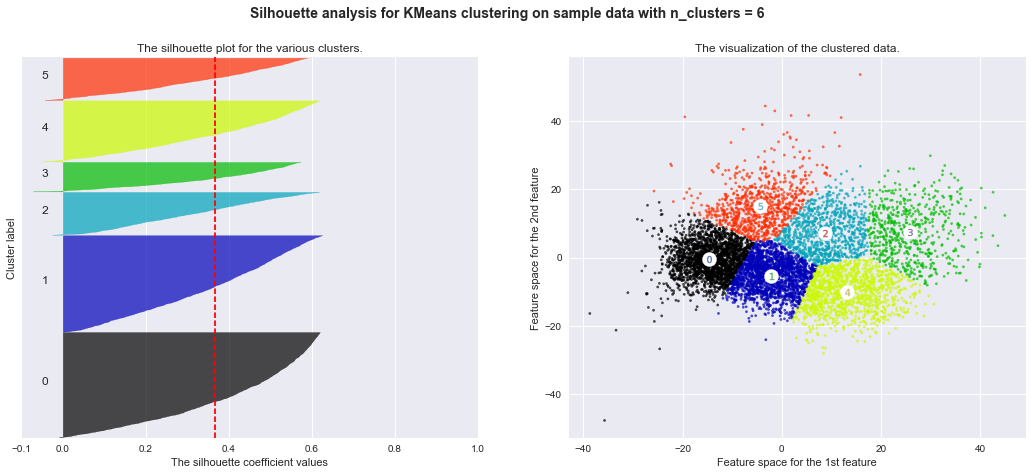 Silhouette analysis for KMeans clustering on sample data with n_clusters = 6
The silhouette plot for the various clusters.
Cluster label
5
4
3
2
1
0
−0.1 0.0 0.2 0.4 0.6 0.8 1.0
The silhouette coefficient values
The visualization of the clustered data.
Feature space for the 2nd feature
40
20
0
−20
−40
5
2
3
0
1
4
−40 −20 0 20 40
Feature space for the 1st feature